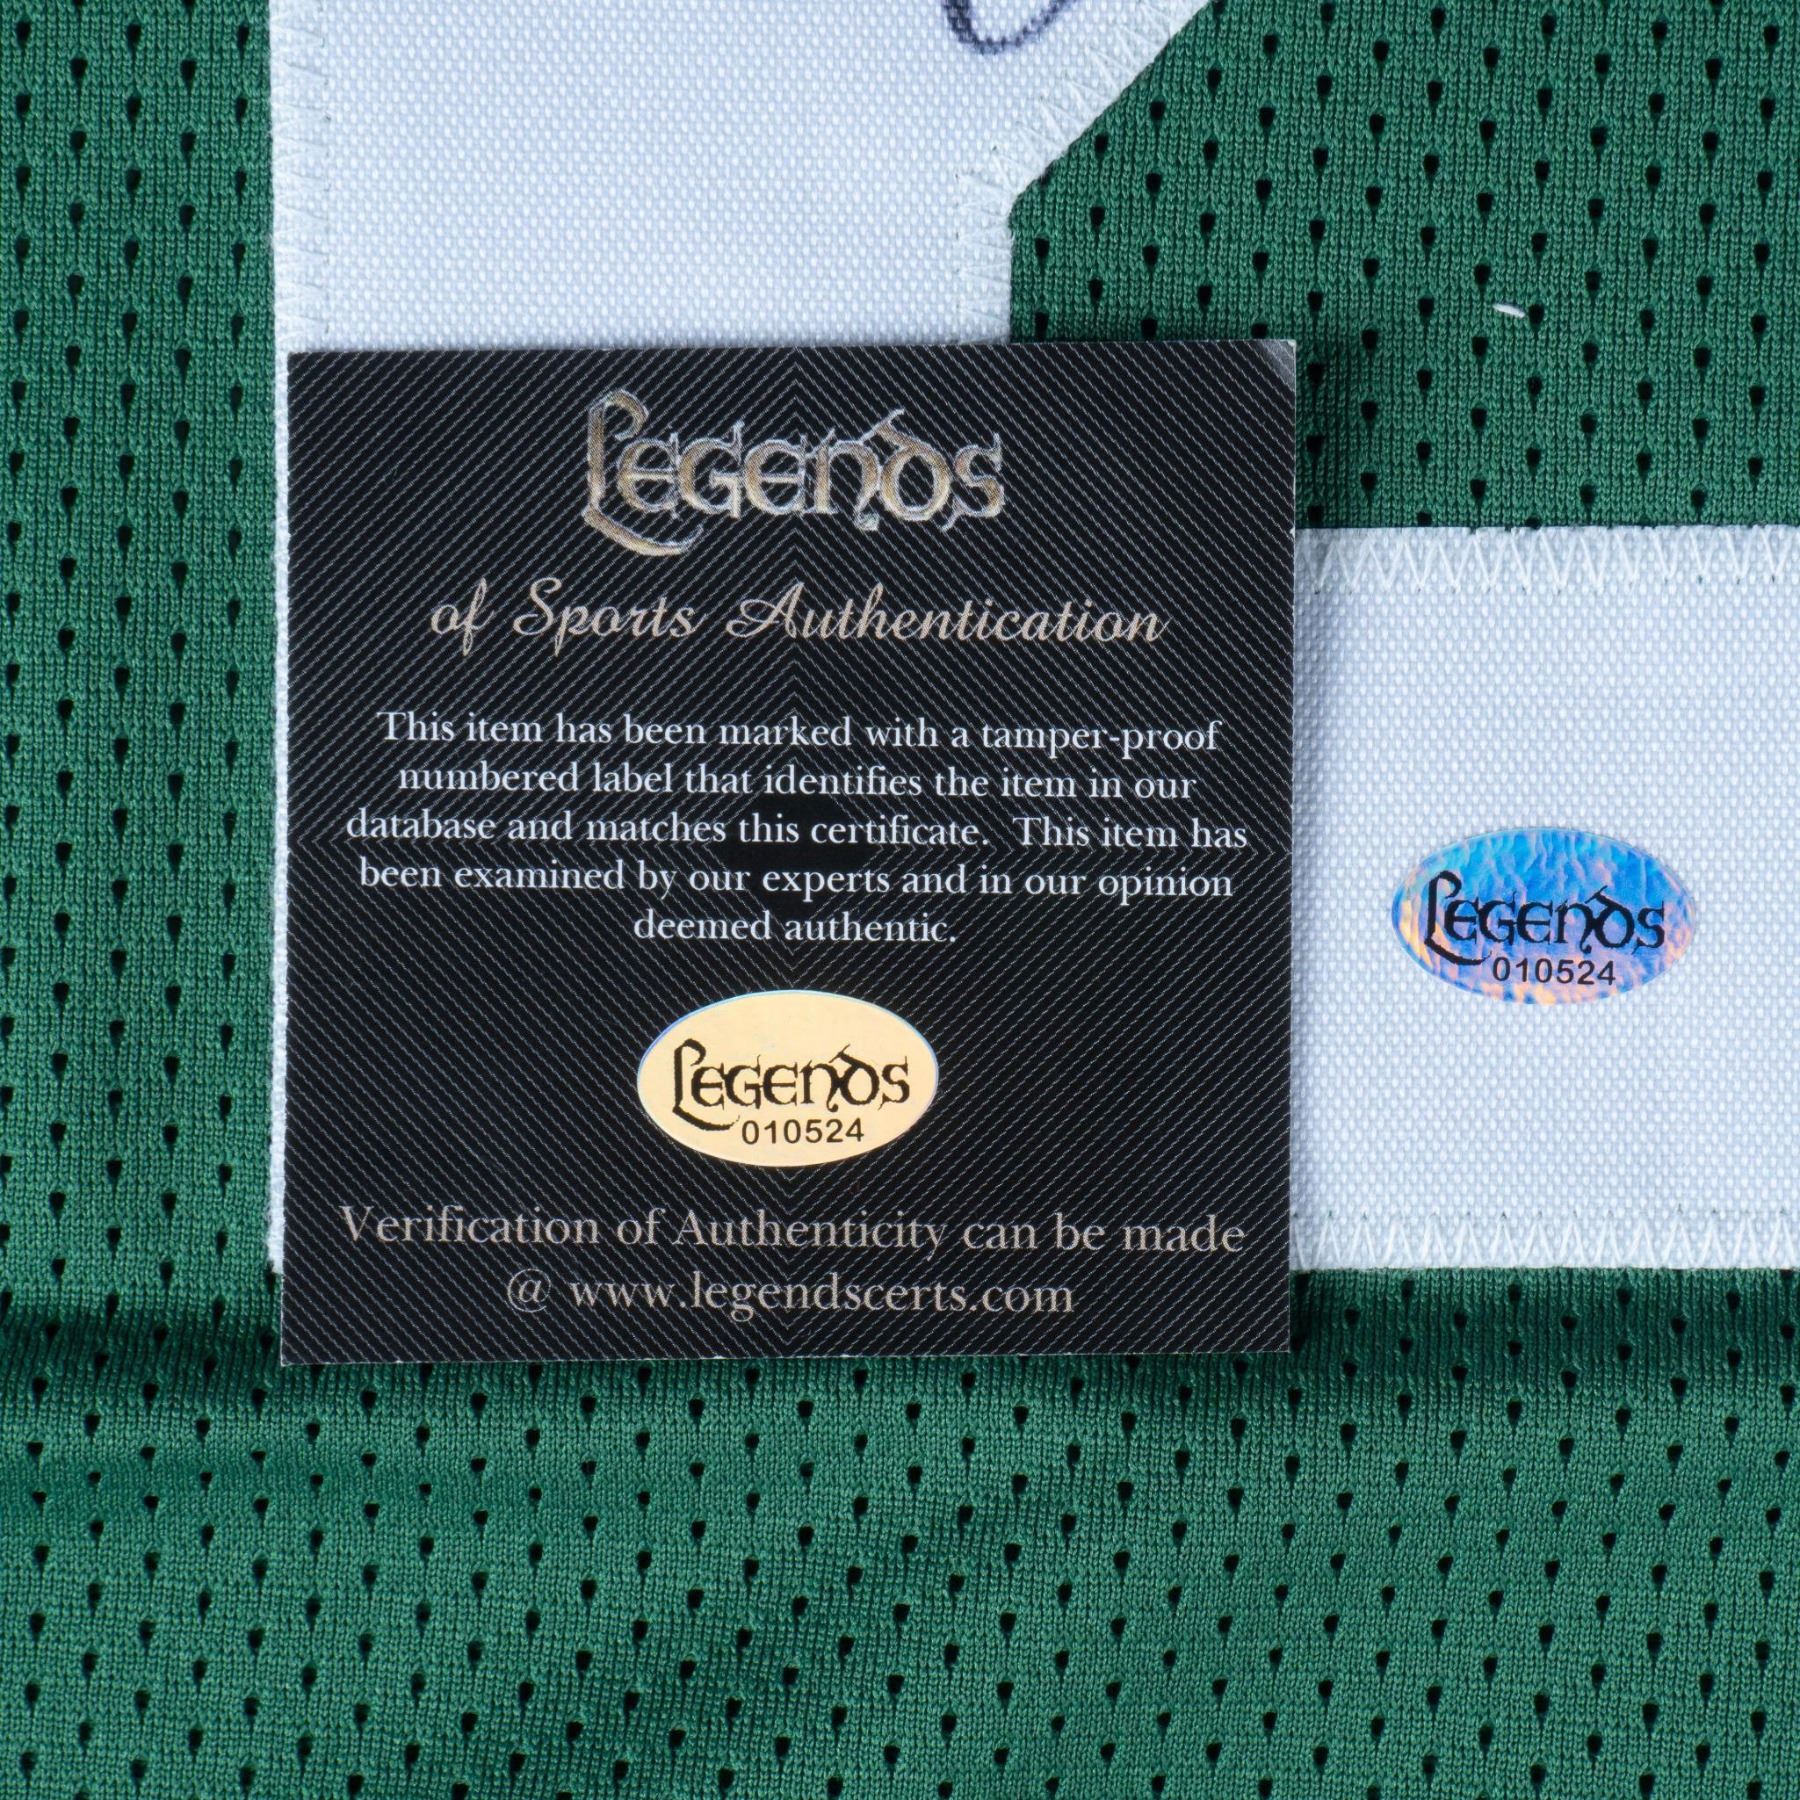 Legends
of Sports Authentication
This item has been marked with a tamper-proof
numbered label that identifies the item in our
database and matches this certificate. This item has
been examined by our experts and in our opinion
deemed authentic.
Legends
010524
Verification of Authenticity can be made
@ www.legendscerts.com
Legends
010524